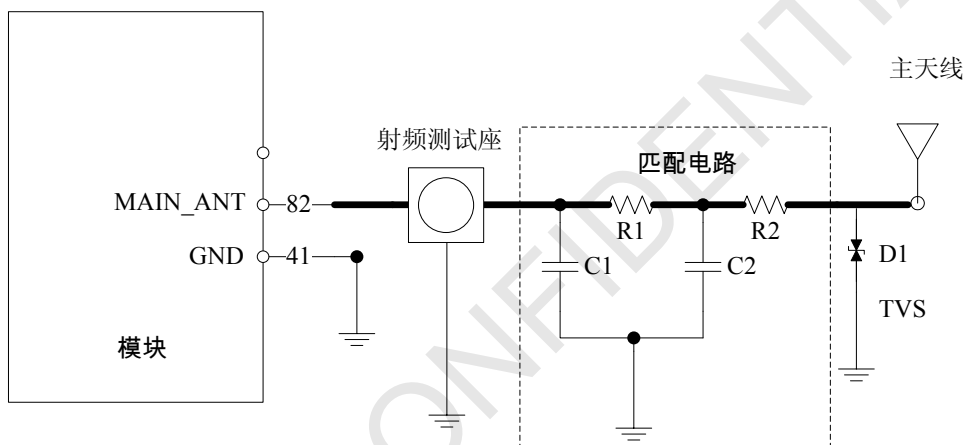 主天线
射频测试座
匹配电路
MAIN_ANT
82
R1
R2
GND
41
C1
C2
D1
TVS
模块
CONFIDENTIA